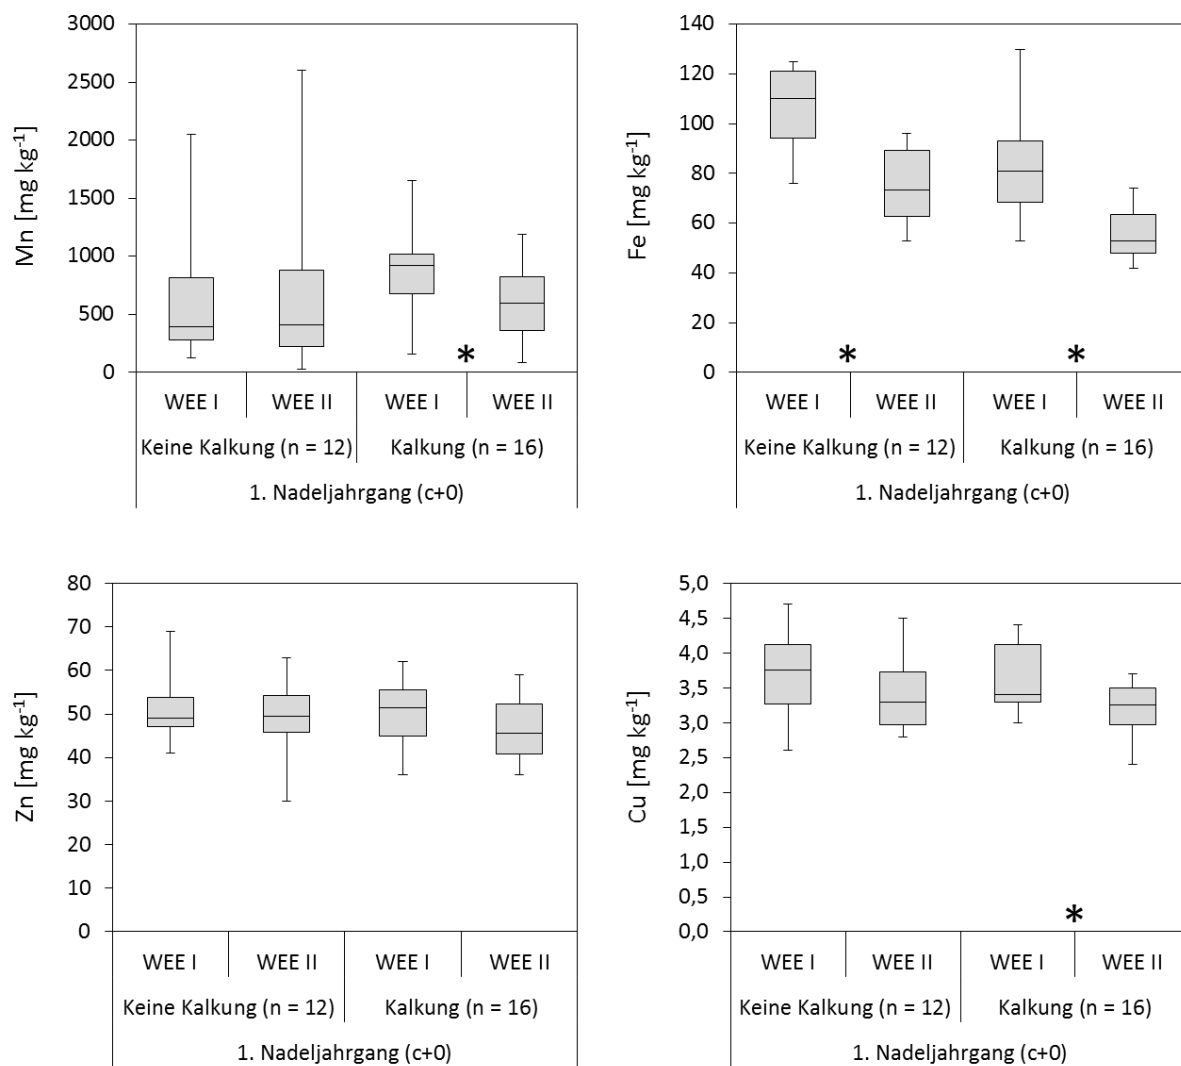 Mn [mg kg-1]
3000
2500
2000
1500
1000
500
0
*
WEE I WEE II WEE I WEE II
Keine Kalkung (n = 12) Kalkung (n = 16)
1. Nadeljahrgang (c+0)
Fe [mg kg-1]
140
120
100
80
60
40
20
0
* *
WEE I WEE II WEE I WEE II
Keine Kalkung (n = 12) Kalkung (n = 16)
1. Nadeljahrgang (c+0)
Zn [mg kg-1]
80
70
60
50
40
30
20
10
0
WEE I WEE II WEE I WEE II
Keine Kalkung (n = 12) Kalkung (n = 16)
1. Nadeljahrgang (c+0)
Cu [mg kg-1]
5,0
4,5
4,0
3,5
3,0
2,5
2,0
1,5
1,0
0,5
0,0
*
WEE I WEE II WEE I WEE II
Keine Kalkung (n = 12) Kalkung (n = 16)
1. Nadeljahrgang (c+0)